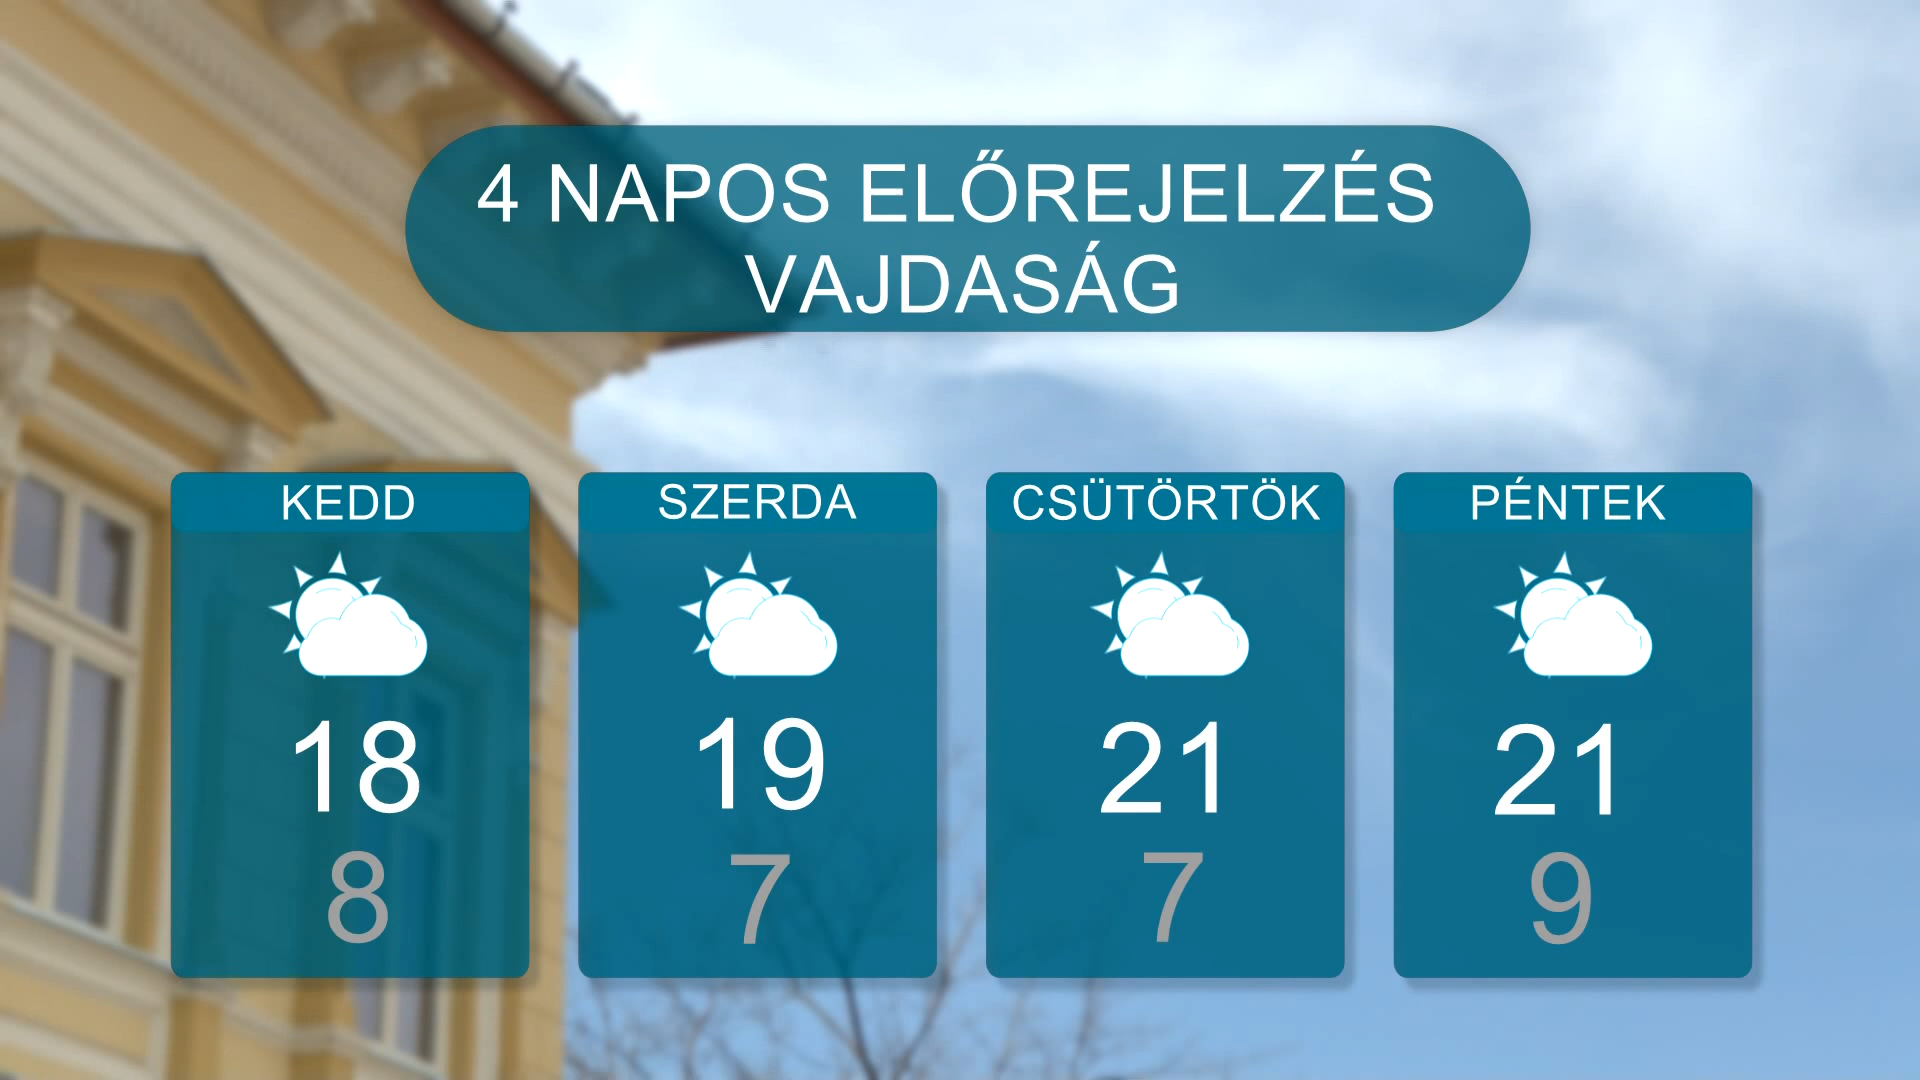 4 NAPOS ELŐREJELZÉS
VAJDASÁG
KEDD
18
8
SZERDA
19
7
CSÜTÖRTÖK
21
7
PÉNTEK
21
9